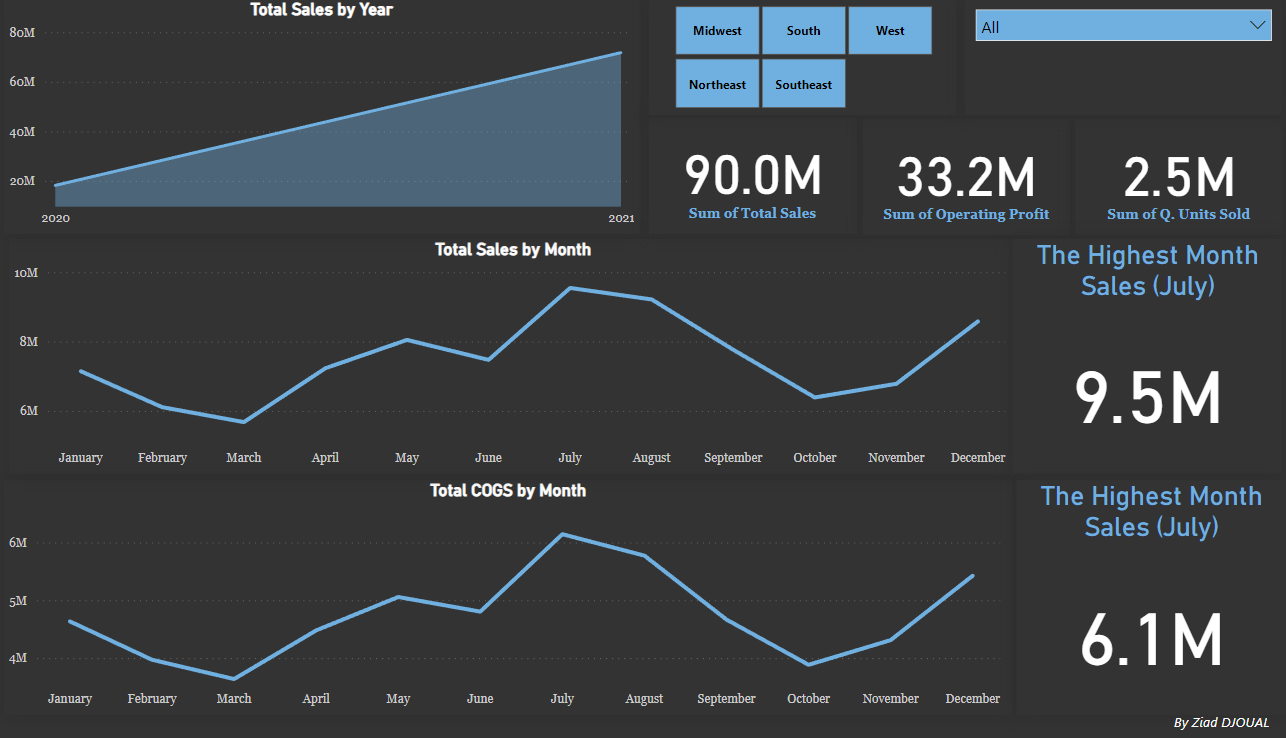 Total Sales by Year
80M
60M
40M
20M
2020
2021
Midwest
South
West
Northeast
Southeast
All
90.0M
Sum of Total Sales
33.2M
Sum of Operating Profit
2.5M
Sum of Q. Units Sold
Total Sales by Month
10M
8M
6M
January
February
March
April
May
June
July
August
September
October
November
December
The Highest Month
Sales (July)
9.5M
Total COGS by Month
6M
5M
4M
January
February
March
April
May
June
July
August
September
October
November
December
The Highest Month
Sales (July)
6.1M
By Ziad DJOUAL